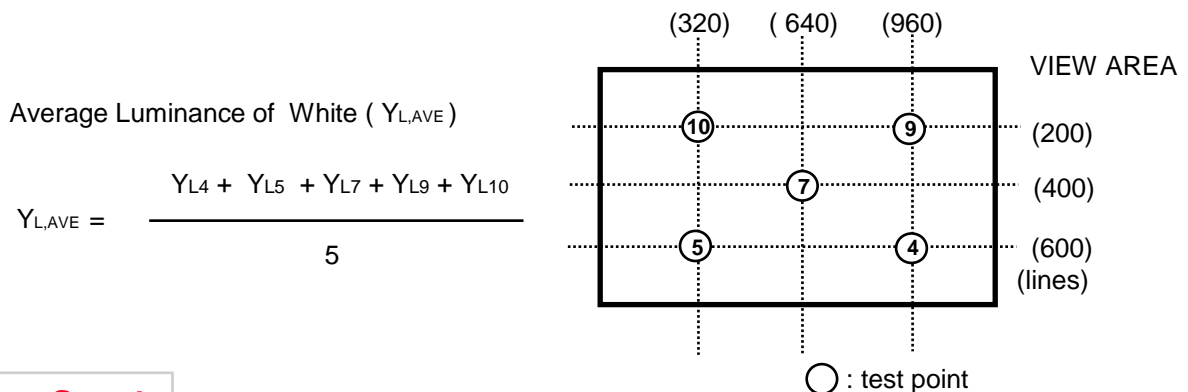 (320) ( 640) (960)
VIEW AREA
Average Luminance of White ( YL,AVE )
10 9 (200)
YL4 + YL5 + YL7 + YL9 + YL10
7 (400)
YL,AVE =
5
5 4 (600)
(lines)
: test point